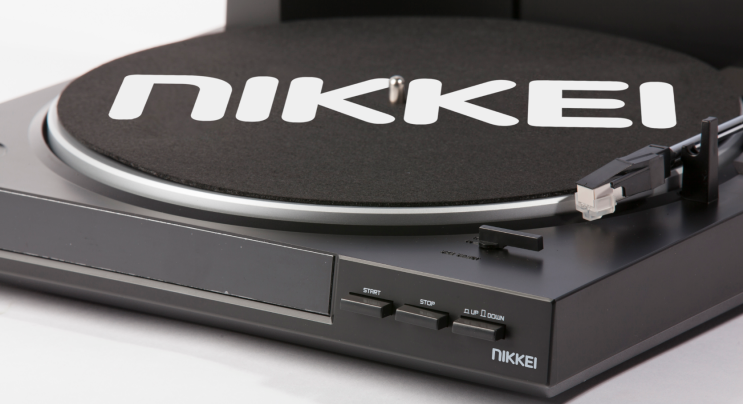 NIKKEI
START
STOP
UP DOWN
NIKKEI